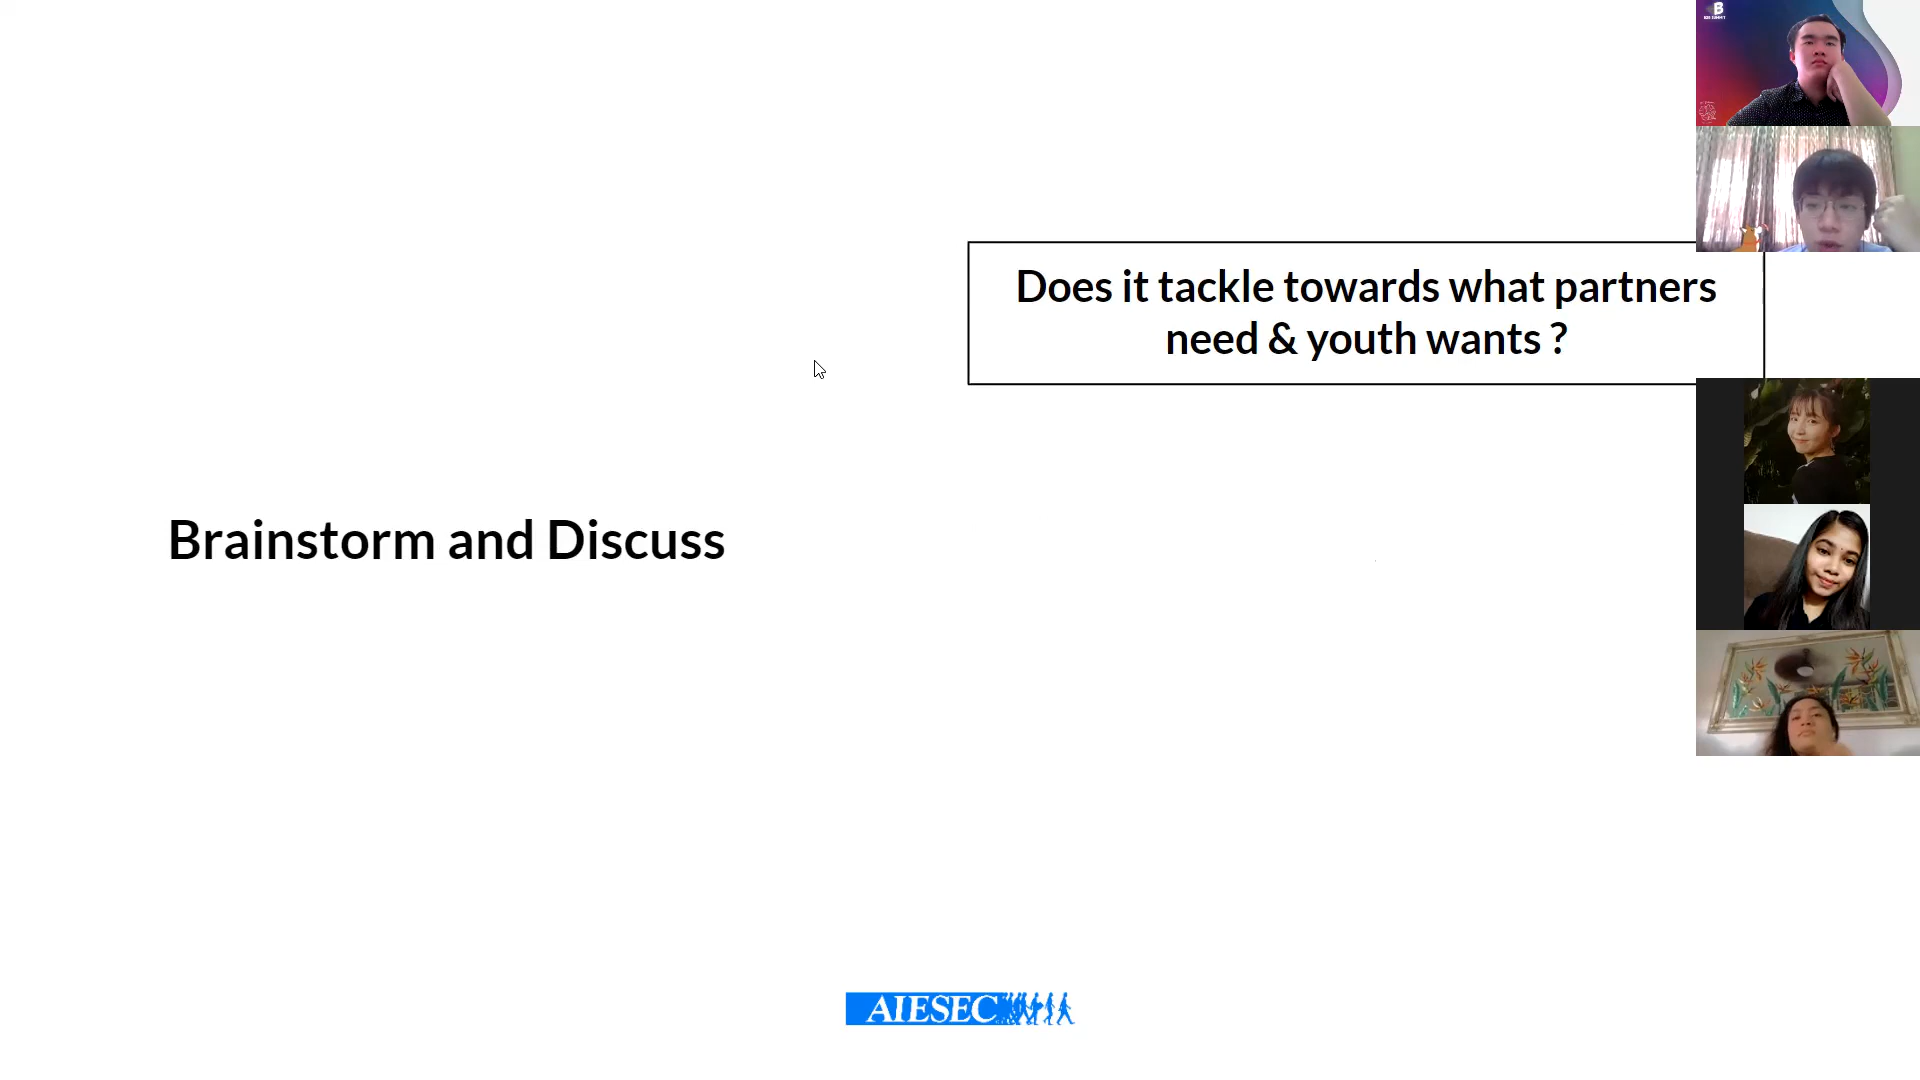 Does it tackle towards what partners
need & youth wants ?
Brainstorm and Discuss
AIESEC
B